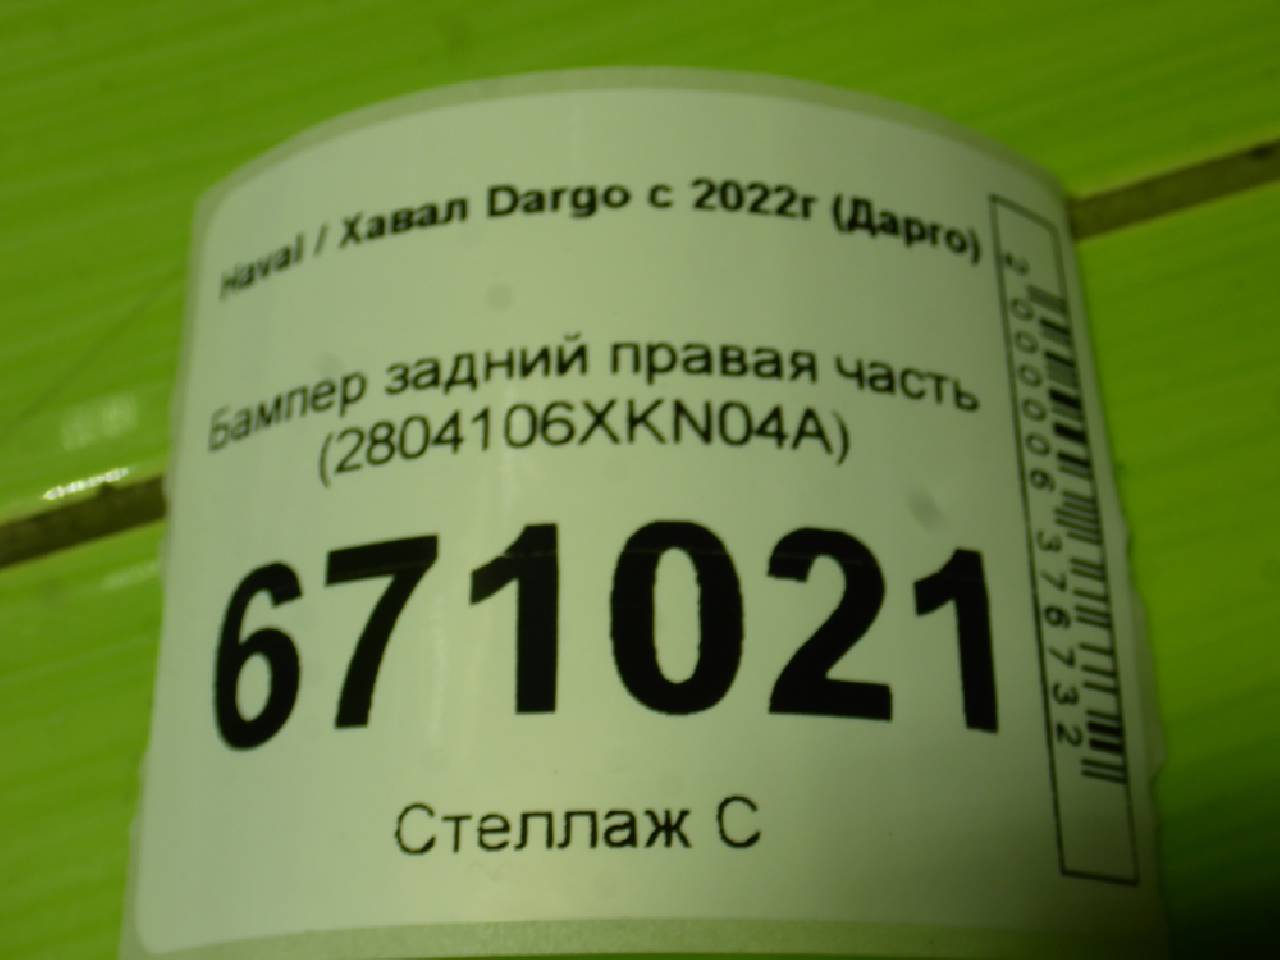 Haval / Хавал Dargo с 2022г (Дарго)
Бампер задний правая часть
(2804106XKN04A)
671021
Стеллаж С
2000006376732